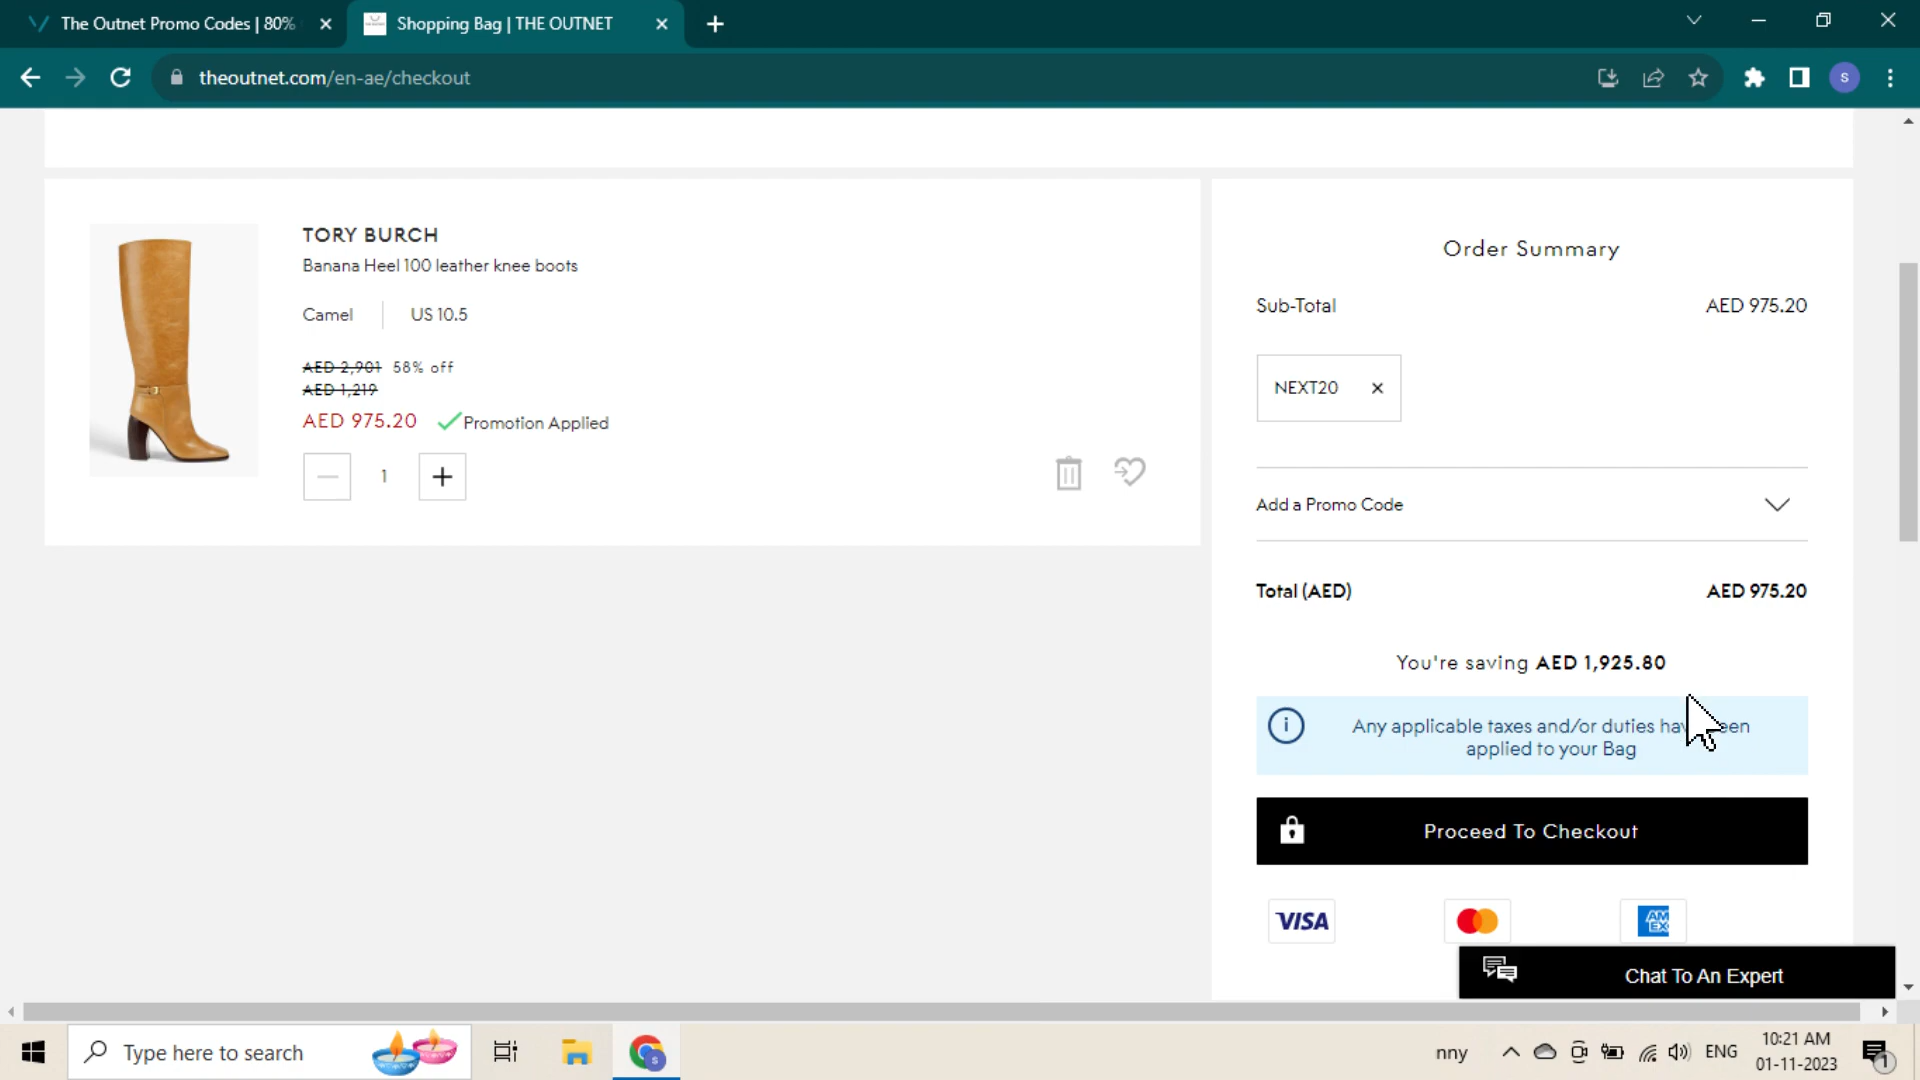 The Outnet Promo Codes | 80%
Shopping Bag | THE OUTNET
theoutnet.com/en-ae/checkout
S
TORY BURCH
Banana Heel 100 leather knee boots
Camel
US 10.5
AED 2,901 58% off
AED 1,219
AED 975.20 Promotion Applied
1
Order Summary
Sub-Total AED 975.20
NEXT20
Add a Promo Code
Total (AED) AED 975.20
You're saving AED 1,925.80
Any applicable taxes and/or duties ha een
applied to your Bag
Proceed To Checkout
VISA
AM
EX
Chat To An Expert
Type here to search
nny
ENG
10:21 AM
01-11-2023
1